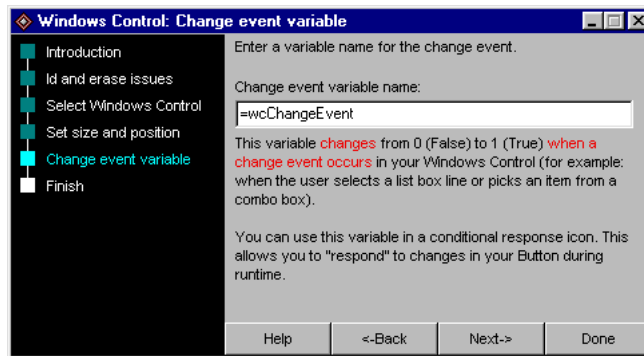 Windows Control: Change event variable
Introduction
Id and erase issues
Select Windows Control
Set size and position
Change event variable
Finish
Enter a variable name for the change event.
Change event variable name:
=wcChangeEvent
This variable changes from 0 (False) to 1 (True) when a
change event occurs in your Windows Control (for example:
when the user selects a list box line or picks an item from a
combo box).
You can use this variable in a conditional response icon. This
allows you to "respond" to changes in your Button during
runtime.
Help
<-Back
Next->
Done